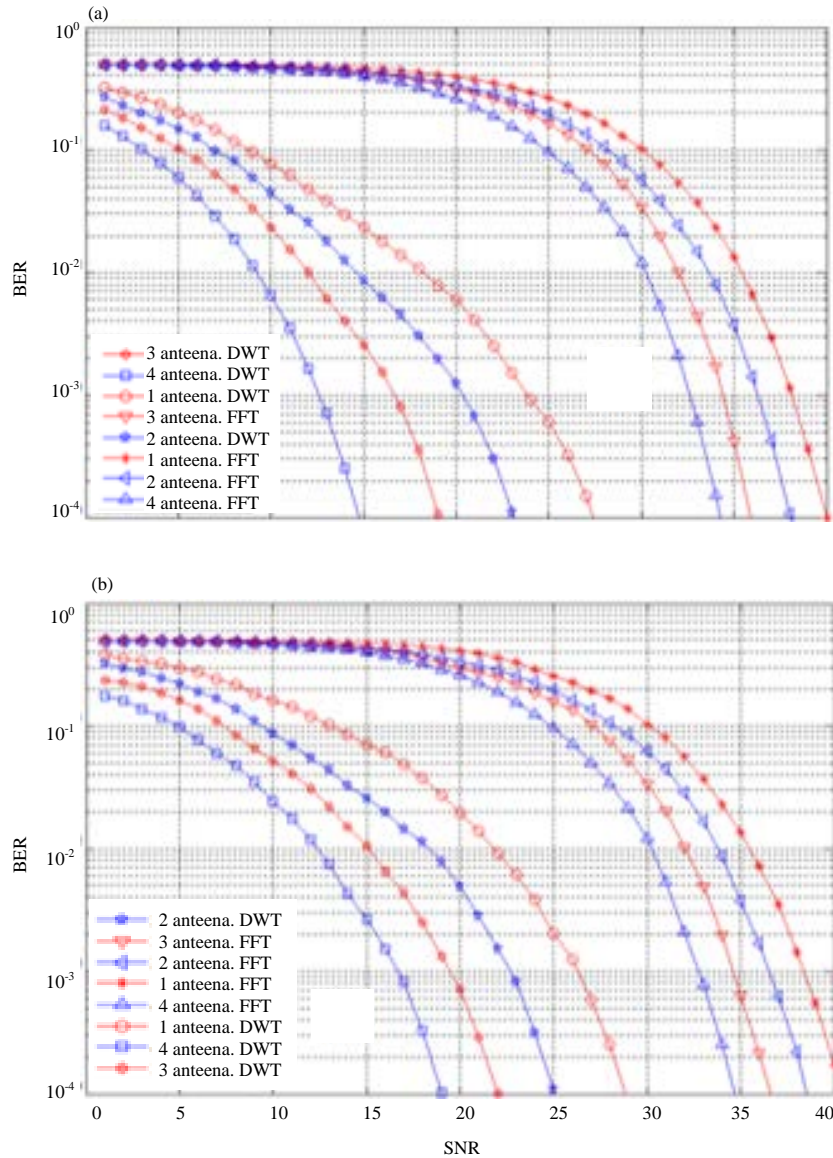 (a)
10^0
10^-1
10^-2
10^-3
10^-4
BER
3 anteena. DWT
4 anteena. DWT
1 anteena. DWT
3 anteena. FFT
2 anteena. DWT
1 anteena. FFT
2 anteena. FFT
4 anteena. FFT
(b)
10^0
10^-1
10^-2
10^-3
10^-4
BER
2 anteena. DWT
3 anteena. FFT
2 anteena. FFT
1 anteena. FFT
4 anteena. FFT
1 anteena. DWT
4 anteena. DWT
3 anteena. DWT
0 5 10 15 20 25 30 35 40
SNR